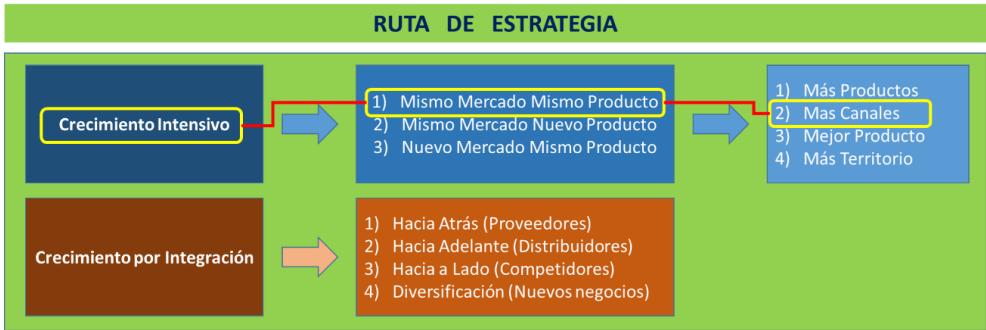 RUTA DE ESTRATEGIA
Crecimiento Intensivo
1) Mismo Mercado Mismo Producto
2) Mismo Mercado Nuevo Producto
3) Nuevo Mercado Mismo Producto
1) Más Productos
2) Mas Canales
3) Mejor Producto
4) Más Territorio
Crecimiento por Integración
1) Hacia Atrás (Proveedores)
2) Hacia Adelante (Distribuidores)
3) Hacia a Lado (Competidores)
4) Diversificación (Nuevos negocios)